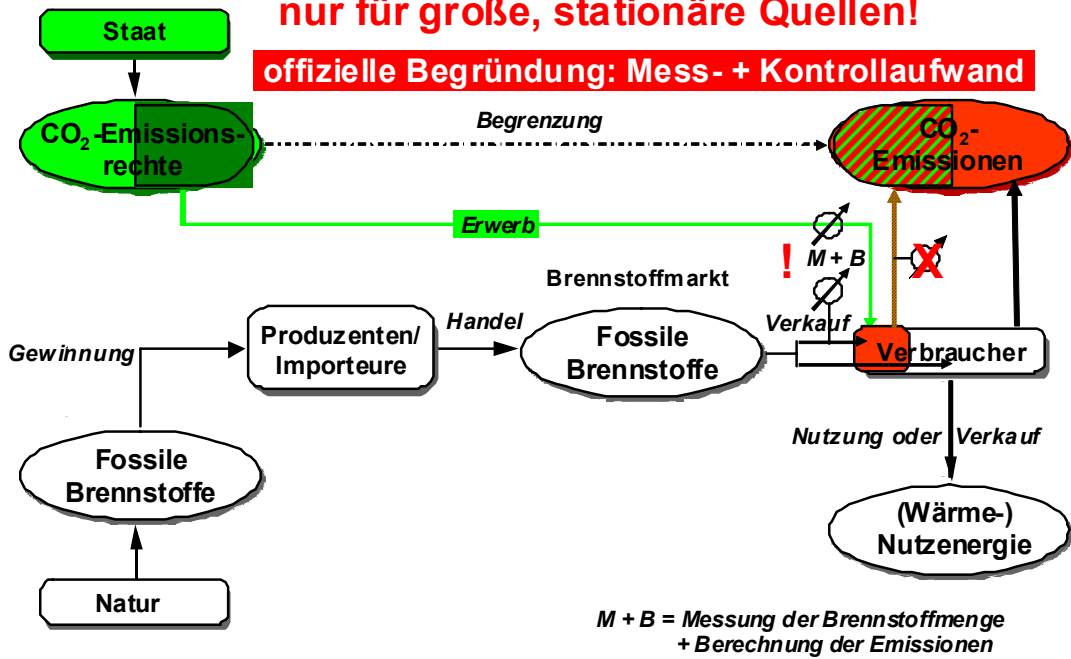 nur für große, stationäre Quellen!
Staat
offizielle Begründung: Mess- + Kontrollaufwand
CO₂-Emissions-
rechte
Begrenzung
CO₂-
Emissionen
Erwerb
! M + B
X
Brennstoffmarkt
Gewinnung
Produzenten/
Importeure
Handel
Fossile
Brennstoffe
Verkauf
Verbraucher
Nutzung oder Verkauf
Fossile
Brennstoffe
(Wärme-)
Nutzenergie
Natur
M + B = Messung der Brennstoffmenge
+ Berechnung der Emissionen